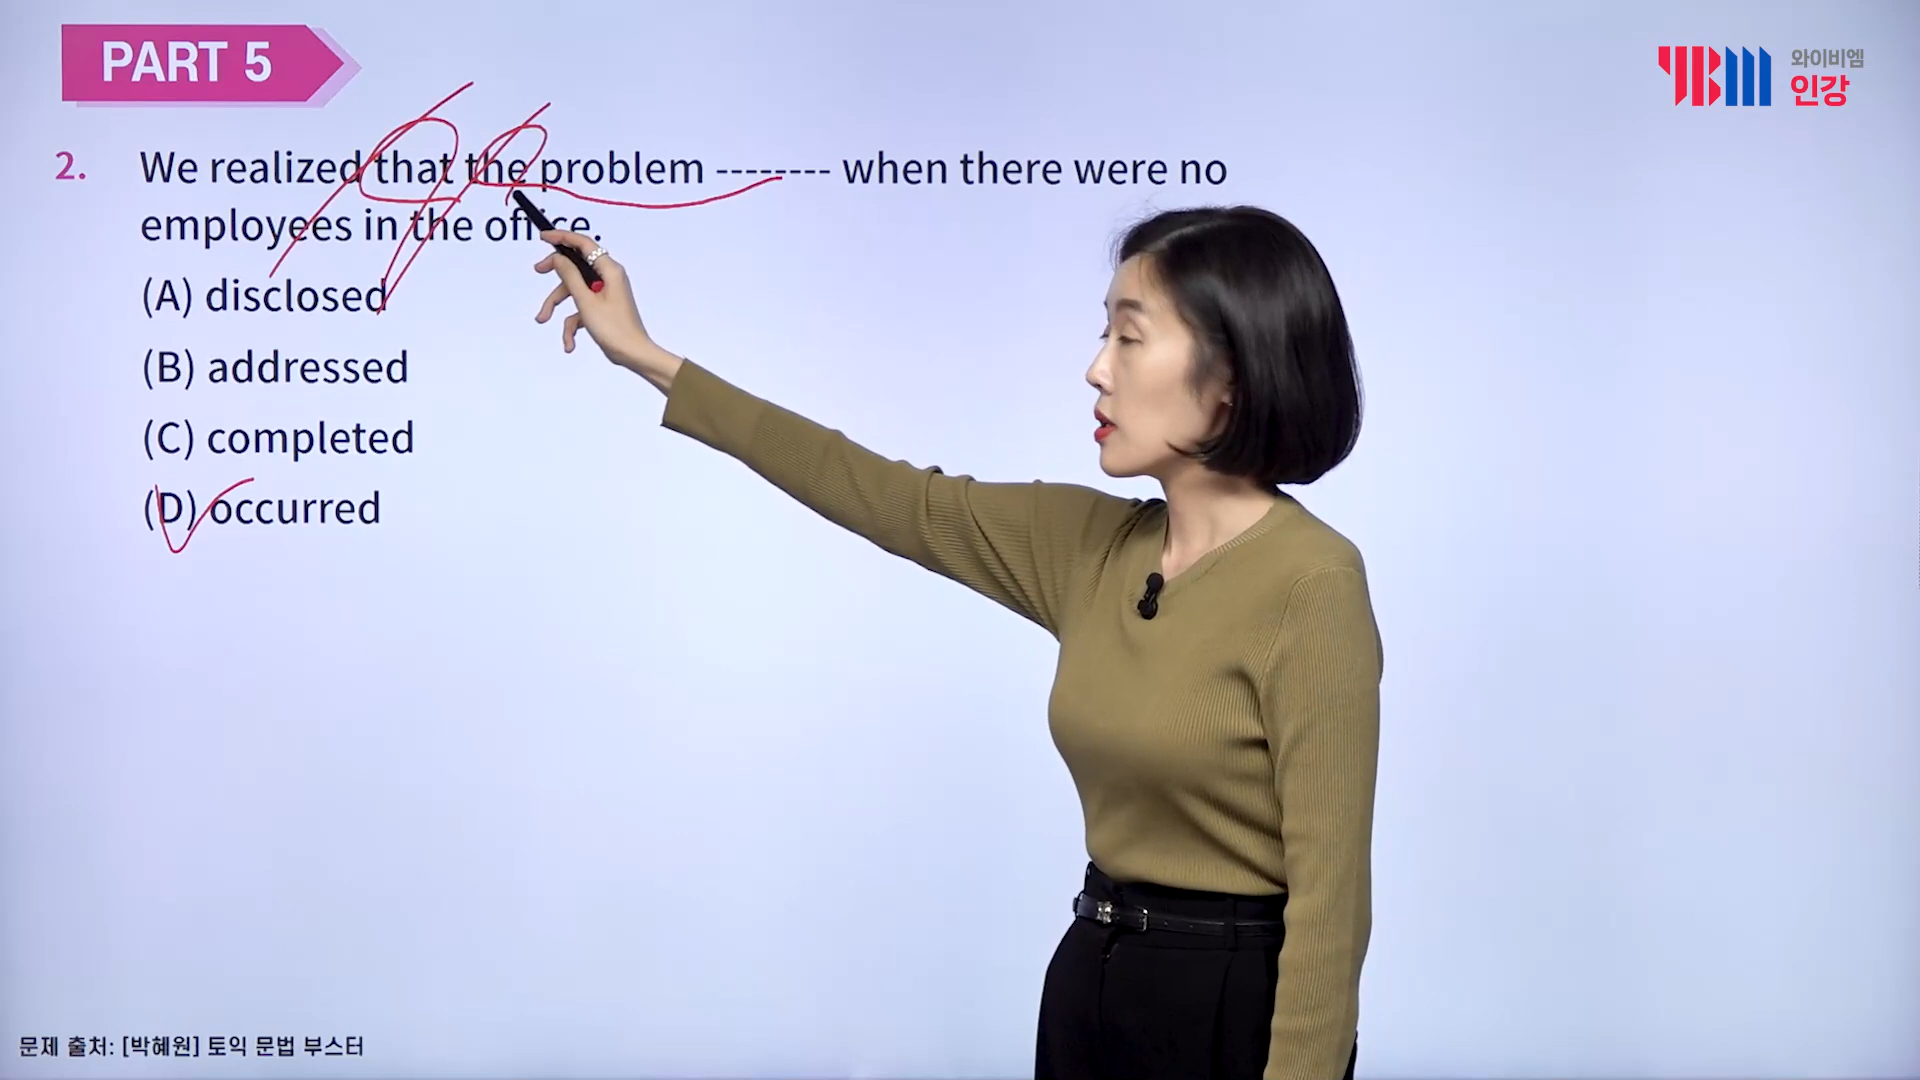 PART 5
YBM 와이비엠
인강
2. We realized that the problem -------- when there were no
employees in the office.
(A) disclosed
(B) addressed
(C) completed
(D) occurred
문제 출처: [박혜원] 토익 문법 부스터